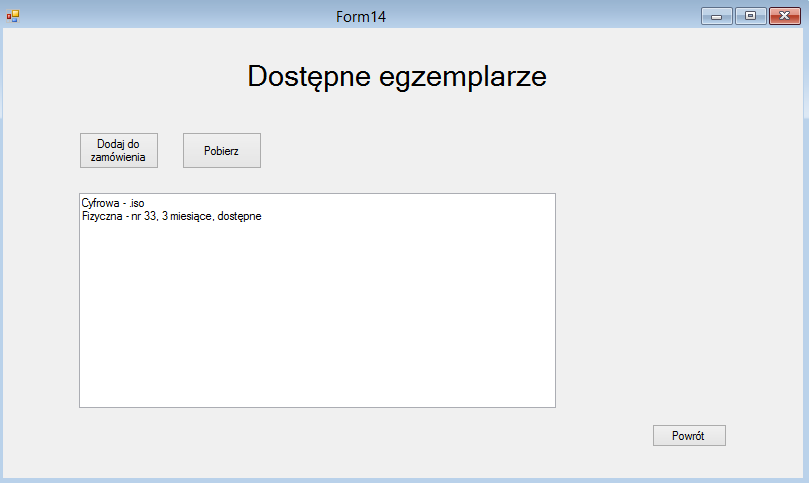 Form14
Dostępne egzemplarze
Dodaj do
zamówienia
Pobierz
Cyfrowa - .iso
Fizyczna - nr 33, 3 miesiące, dostępne
Powrót